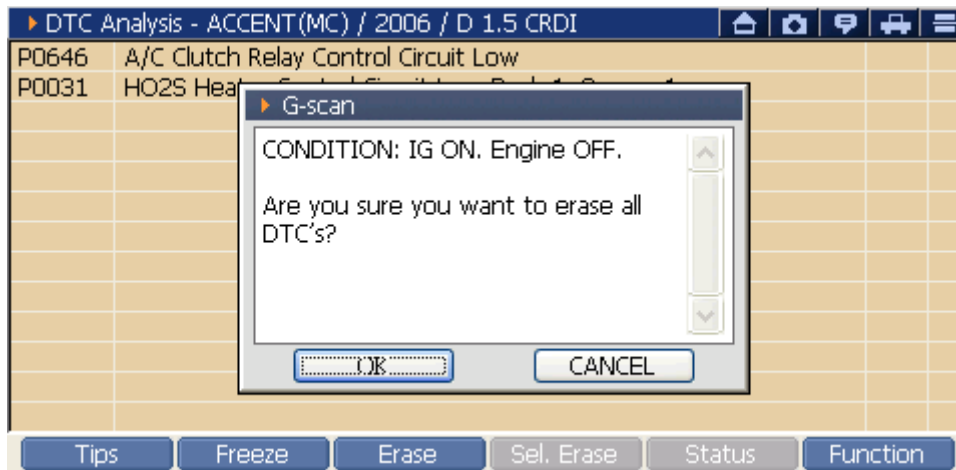 DTC Analysis - ACCENT(MC) / 2006 / D 1.5 CRDI
P0646 A/C Clutch Relay Control Circuit Low
P0031 HO2S
G-scan
CONDITION: IG ON. Engine OFF.
Are you sure you want to erase all
DTC's?
OK CANCEL
Tips Freeze Erase Sel. Erase Status Function